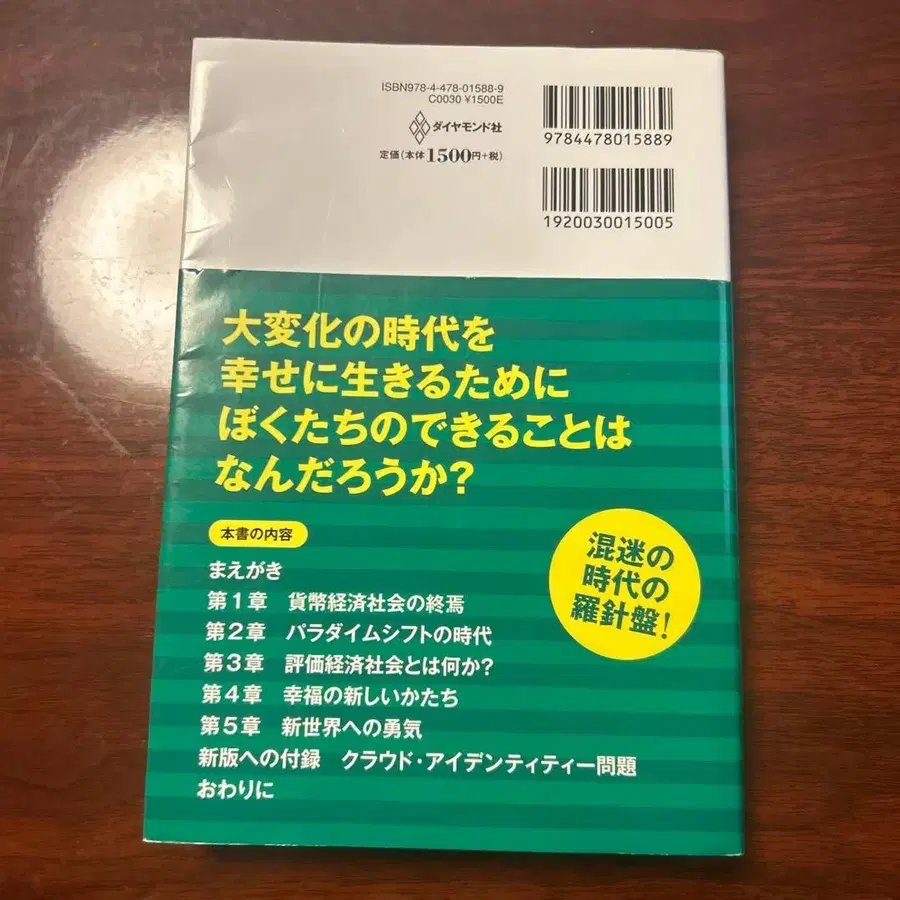 ISBN978-4-478-01588-9
C0030 ¥1500E
ダイヤモンド社
定価(本体1500円+税)
9784478015889
1920030015005
大変化の時代を
幸せに生きるために
ぼくたちのできることは
なんだろうか?
本書の内容
まえがき
第1章 貨幣経済社会の終焉
第2章 パラダイムシフトの時代
第3章 評価経済社会とは何か?
第4章 幸福の新しいかたち
第5章 新世界への勇気
新版への付録 クラウド・アイデンティティー問題
おわりに
混迷の
時代の
羅針盤!